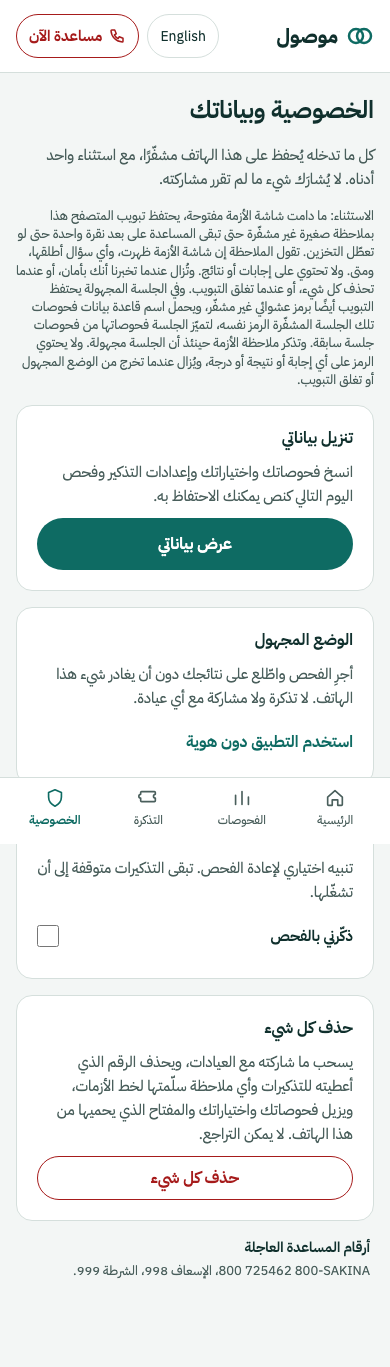 موصول
English
مساعدة الآن
الخصوصية وبياناتك
كل ما تدخله يُحفظ على هذا الهاتف مشفّرًا، مع استثناء واحد
أدناه. لا يُشارَك شيء ما لم تقرر مشاركته.
الاستثناء: ما دامت شاشة الأزمة مفتوحة، يحتفظ تبويب المتصفح هذا
بملاحظة صغيرة غير مشفّرة حتى تبقى المساعدة على بعد نقرة واحدة حتى لو
تعطّل التخزين. تقول الملاحظة إن شاشة الأزمة ظهرت، وأي سؤال أطلقها،
ومتى. ولا تحتوي على إجابات أو نتائج. وتُزال عندما تخبرنا أنك بأمان، أو عندما
تحذف كل شيء، أو عندما تغلق التبويب. وفي الجلسة المجهولة يحتفظ
التبويب أيضًا برمز عشوائي غير مشفّر، ويحمل اسم قاعدة بيانات فحوصات
تلك الجلسة المشفّرة الرمز نفسه، لتميّز الجلسة فحوصاتها من فحوصات
جلسة سابقة. وتذكر ملاحظة الأزمة حينئذ أن الجلسة مجهولة. ولا يحتوي
الرمز على أي إجابة أو نتيجة أو درجة، ويُزال عندما تخرج من الوضع المجهول
أو تغلق التبويب.
تنزيل بياناتي
انسخ فحوصاتك واختياراتك وإعدادات التذكير وفحص
اليوم التالي كنص يمكنك الاحتفاظ به.
عرض بياناتي
الوضع المجهول
أجرِ الفحص واطّلع على نتائجك دون أن يغادر شيء هذا
الهاتف. لا تذكرة ولا مشاركة مع أي عيادة.
استخدم التطبيق دون هوية
الرئيسية
الفحوصات
التذكرة
الخصوصية
تنبيه اختياري لإعادة الفحص. تبقى التذكيرات متوقفة إلى أن
تشغّلها.
ذكّرني بالفحص
حذف كل شيء
يسحب ما شاركته مع العيادات، ويحذف الرقم الذي
أعطيته للتذكيرات وأي ملاحظة سلّمتها لخط الأزمات،
ويزيل فحوصاتك واختياراتك والمفتاح الذي يحميها من
هذا الهاتف. لا يمكن التراجع.
حذف كل شيء
أرقام المساعدة العاجلة
800-SAKINA 800 725462، الإسعاف 998، الشرطة 999.